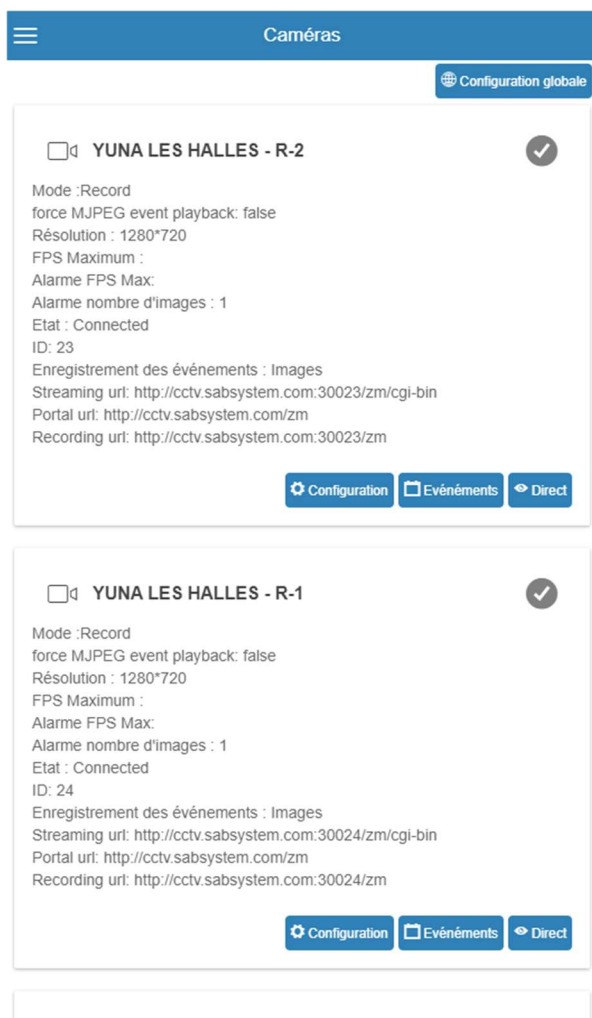 Caméras
Configuration globale
YUNA LES HALLES - R-2
Mode :Record
force MJPEG event playback: false
Résolution : 1280*720
FPS Maximum :
Alarme FPS Max:
Alarme nombre d'images : 1
Etat : Connected
ID: 23
Enregistrement des événements : Images
Streaming url: http://cctv.sabsystem.com:30023/zm/cgi-bin
Portal url: http://cctv.sabsystem.com/zm
Recording url: http://cctv.sabsystem.com:30023/zm
Configuration Evénéments Direct
YUNA LES HALLES - R-1
Mode :Record
force MJPEG event playback: false
Résolution : 1280*720
FPS Maximum :
Alarme FPS Max:
Alarme nombre d'images : 1
Etat : Connected
ID: 24
Enregistrement des événements : Images
Streaming url: http://cctv.sabsystem.com:30024/zm/cgi-bin
Portal url: http://cctv.sabsystem.com/zm
Recording url: http://cctv.sabsystem.com:30024/zm
Configuration Evénéments Direct